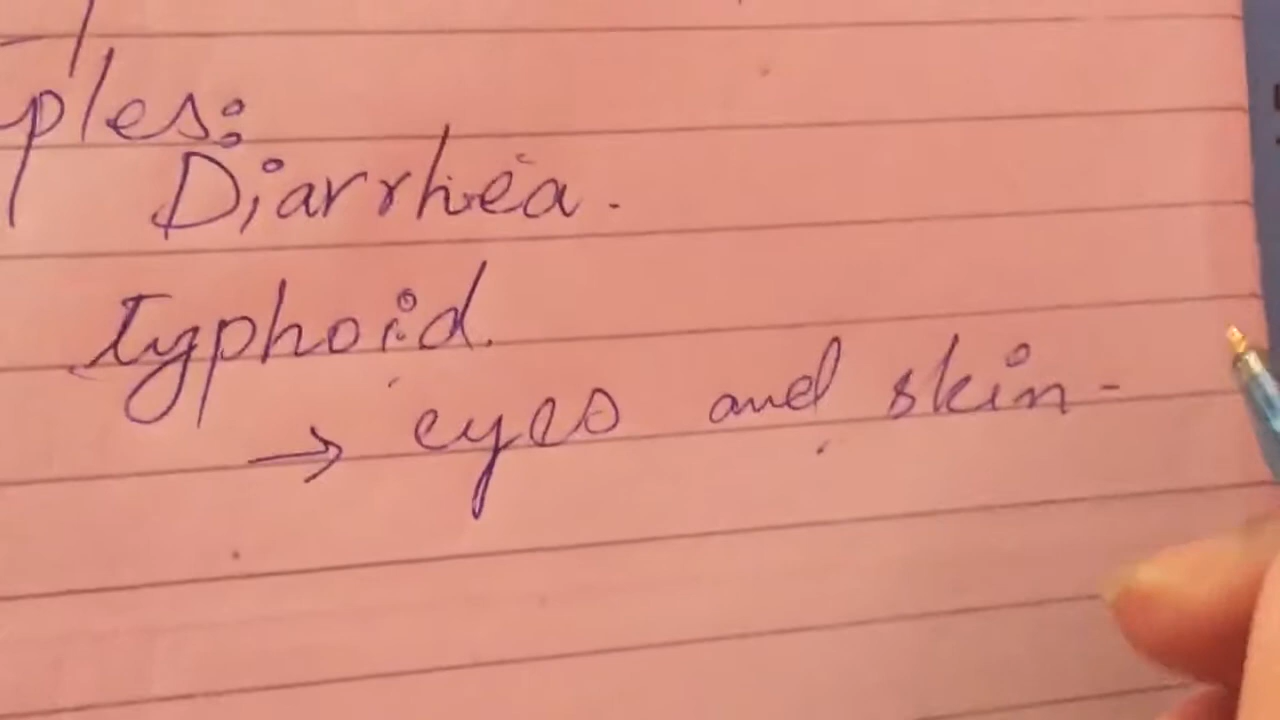 ples:
Diarrhea.
Typhoid.
→ eyes and skin-